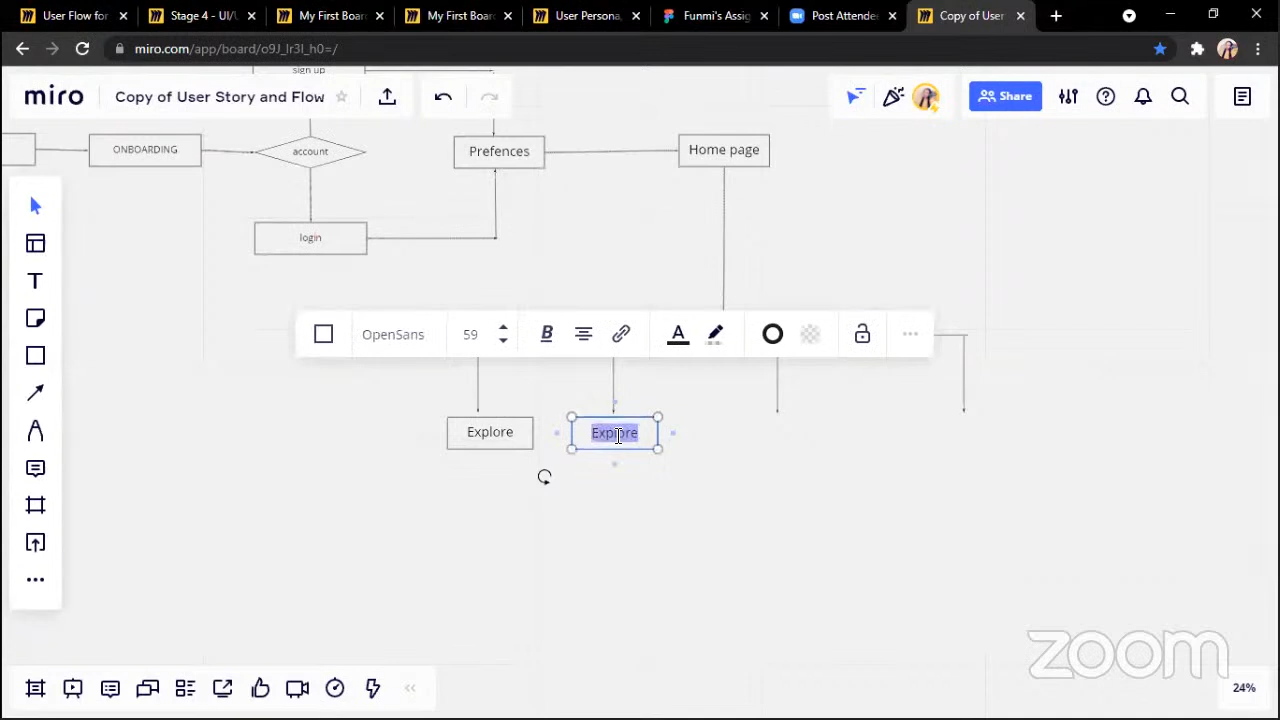 User Flow for
Stage 4 - UI/U
My First Boar
My First Boar
User Persona,
Funmi's Assig
Post Attendee
Copy of User
miro.com/app/board/o9J_lr3l_h0=/
sign up
miro
Copy of User Story and Flow
Share
ONBOARDING
account
Prefences
Home page
login
OpenSans
59
B
A
T
Explore
Explore
zoom
24%